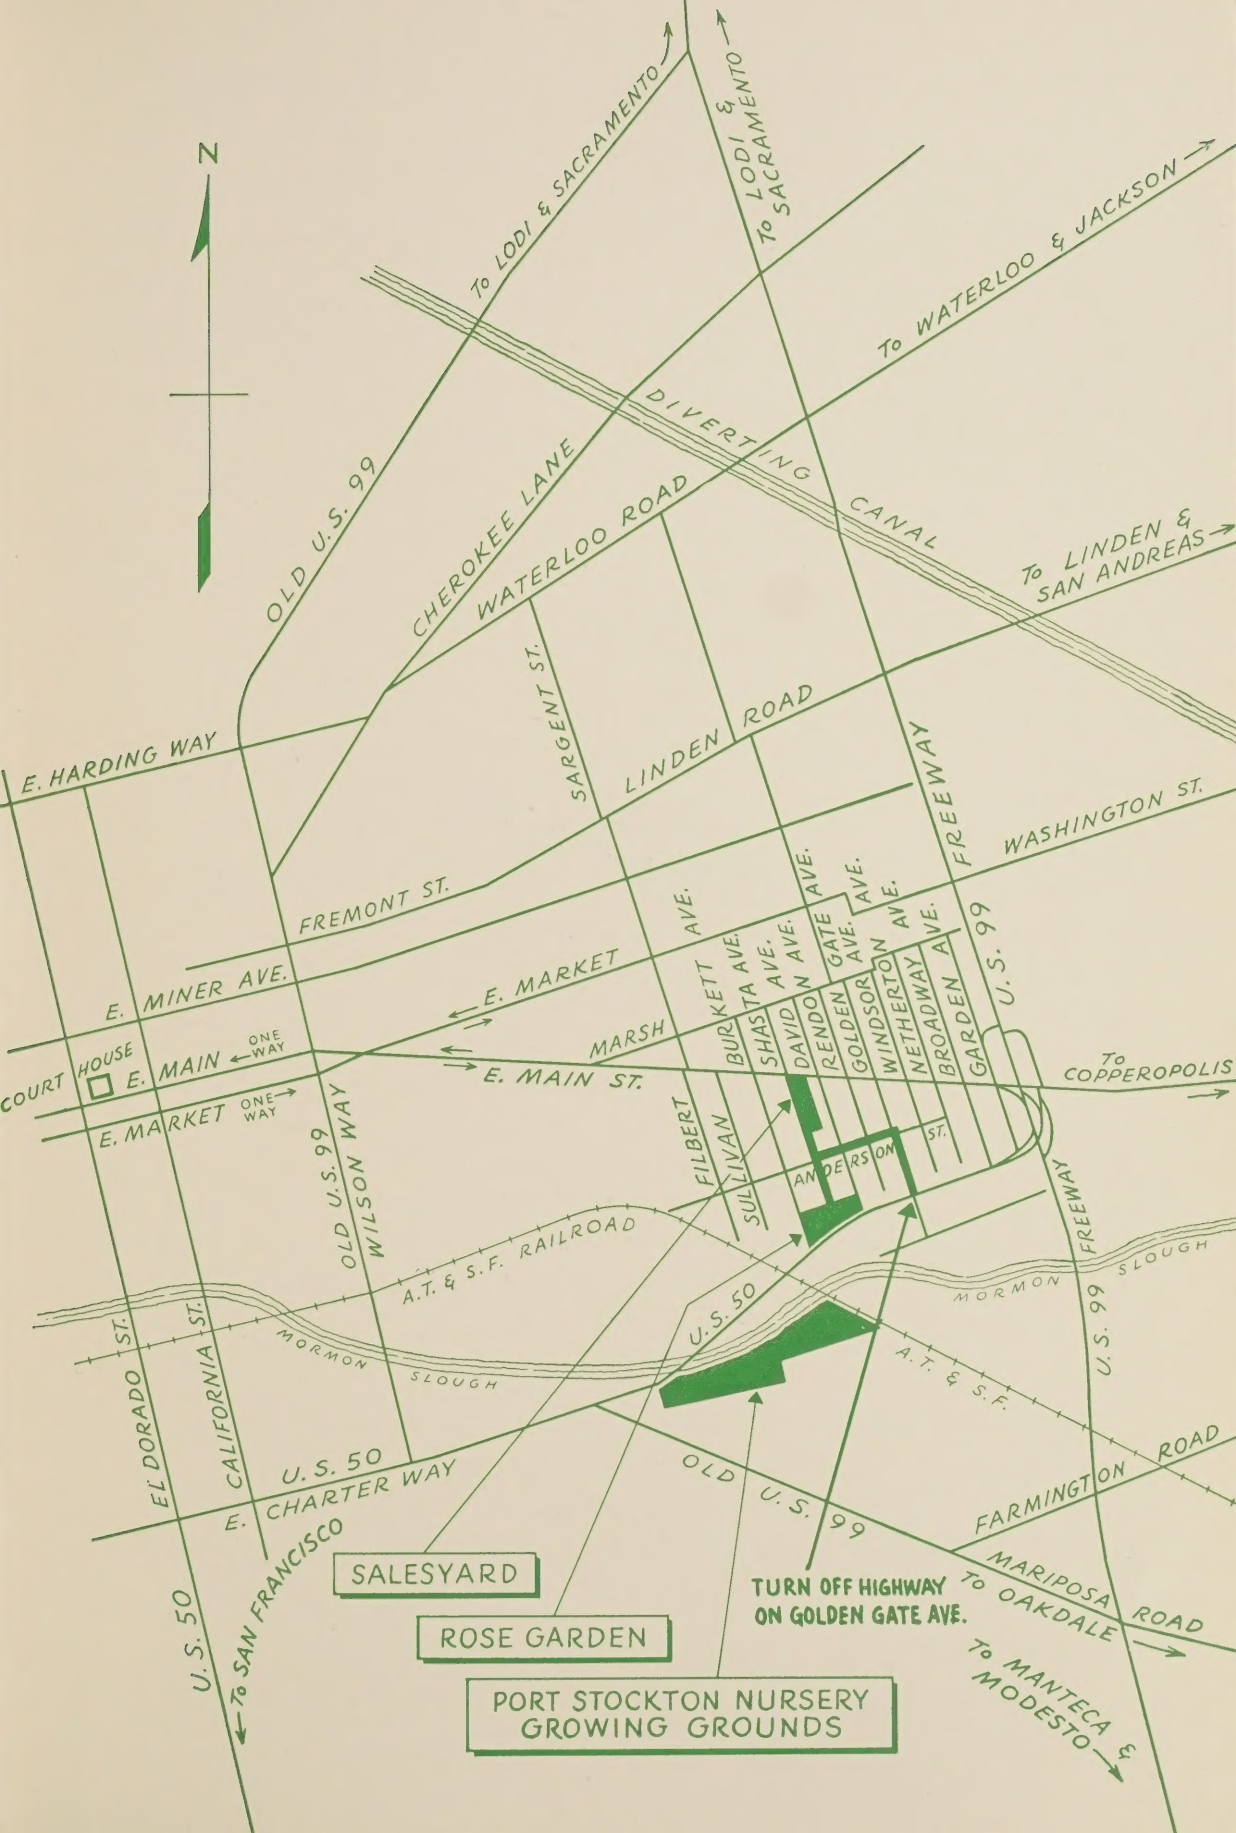 N
To LODI & SACRAMENTO
To LODI &
SACRAMENTO
To WATERLOO & JACKSON
OLD U.S. 99
CHEROKEE LANE
WATERLOO ROAD
DIVERTING CANAL
To LINDEN &
SAN ANDREAS
SARGENT ST.
LINDEN ROAD
E. HARDING WAY
FREEWAY
U.S. 99
WASHINGTON ST.
FREMONT ST.
E. MINER AVE.
E. MARKET
MARSH
BURKETT AVE.
SHASTA AVE.
DAVID AVE.
RENDON AVE.
GOLDEN GATE AVE.
WINDSOR AVE.
NETHERTON AVE.
BROADWAY AVE.
GARDEN AVE.
COURT HOUSE
E. MAIN ONE
WAY
E. MARKET ONE
WAY
E. MAIN ST.
To
COPPEROPOLIS
OLD U.S. 99
WILSON WAY
FILBERT
SULLIVAN
ANDERSON ST.
FREEWAY
U.S. 99
A.T. & S.F. RAILROAD
MORMON SLOUGH
MORMON SLOUGH
U.S. 50
A.T. & S.F.
EL DORADO ST.
CALIFORNIA ST.
U.S. 50
E. CHARTER WAY
OLD U.S. 99
FARMINGTON ROAD
MARIPOSA ROAD
To OAKDALE
To SAN FRANCISCO
U.S. 50
SALESYARD
ROSE GARDEN
TURN OFF HIGHWAY
ON GOLDEN GATE AVE.
PORT STOCKTON NURSERY
GROWING GROUNDS
To MANTECA &
MODESTO